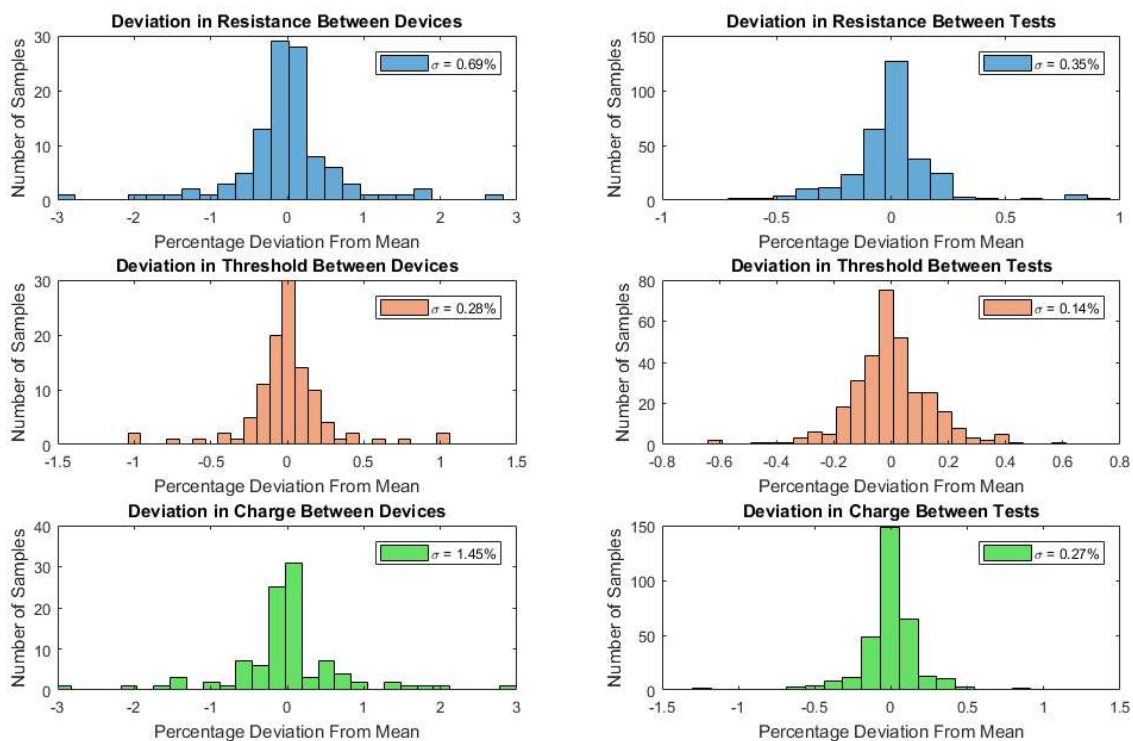 Deviation in Resistance Between Devices
30
20
10
0
Number of Samples
σ = 0.69%
-3 -2 -1 0 1 2 3
Percentage Deviation From Mean
Deviation in Resistance Between Tests
150
100
50
0
Number of Samples
σ = 0.35%
-1 -0.5 0 0.5 1
Percentage Deviation From Mean
Deviation in Threshold Between Devices
30
20
10
0
Number of Samples
σ = 0.28%
-1.5 -1 -0.5 0 0.5 1 1.5
Percentage Deviation From Mean
Deviation in Threshold Between Tests
80
60
40
20
0
Number of Samples
σ = 0.14%
-0.8 -0.6 -0.4 -0.2 0 0.2 0.4 0.6 0.8
Percentage Deviation From Mean
Deviation in Charge Between Devices
40
30
20
10
0
Number of Samples
σ = 1.45%
-3 -2 -1 0 1 2 3
Percentage Deviation From Mean
Deviation in Charge Between Tests
150
100
50
0
Number of Samples
σ = 0.27%
-1.5 -1 -0.5 0 0.5 1 1.5
Percentage Deviation From Mean